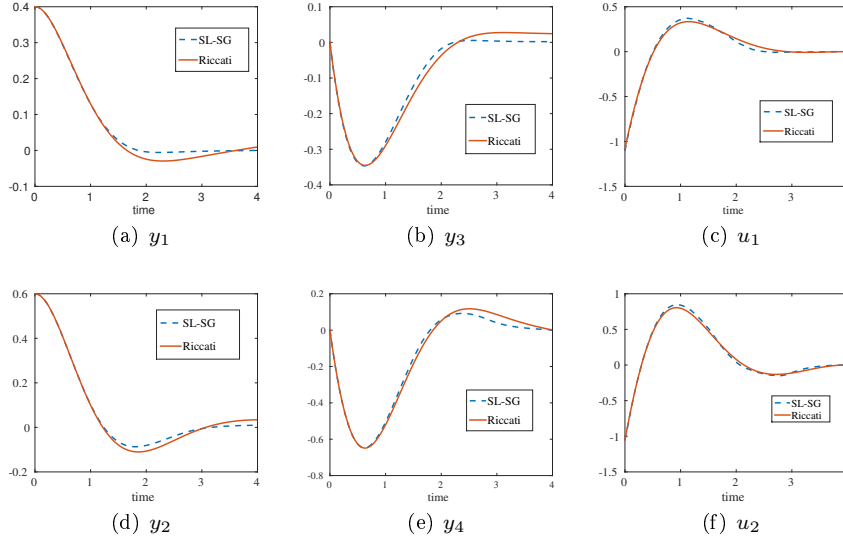 0.4
0.3
0.2
0.1
0
-0.1
0 1 2 3 4
time
SL-SG
Riccati
(a) y1
0
-0.1
-0.2
-0.3
-0.4
0 1 2 3 4
time
SL-SG
Riccati
(b) y3
1
0.5
0
-0.5
-1
-1.5
0 1 2 3
time
SL-SG
Riccati
(c) u1
0.6
0.4
0.2
0
-0.2
0 1 2 3 4
time
SL-SG
Riccati
(d) y2
0.2
0
-0.2
-0.4
-0.6
-0.8
0 1 2 3 4
time
SL-SG
Riccati
(e) y4
1
0.5
0
-0.5
-1
-1.5
0 1 2 3
time
SL-SG
Riccati
(f) u2